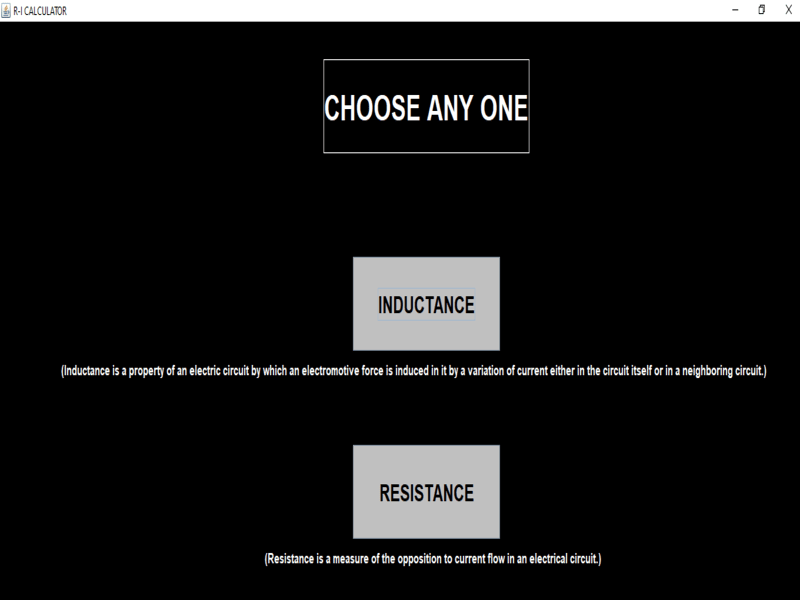 R-I CALCULATOR
CHOOSE ANY ONE
INDUCTANCE
(Inductance is a property of an electric circuit by which an electromotive force is induced in it by a variation of current either in the circuit itself or in a neighboring circuit.)
RESISTANCE
(Resistance is a measure of the opposition to current flow in an electrical circuit.)